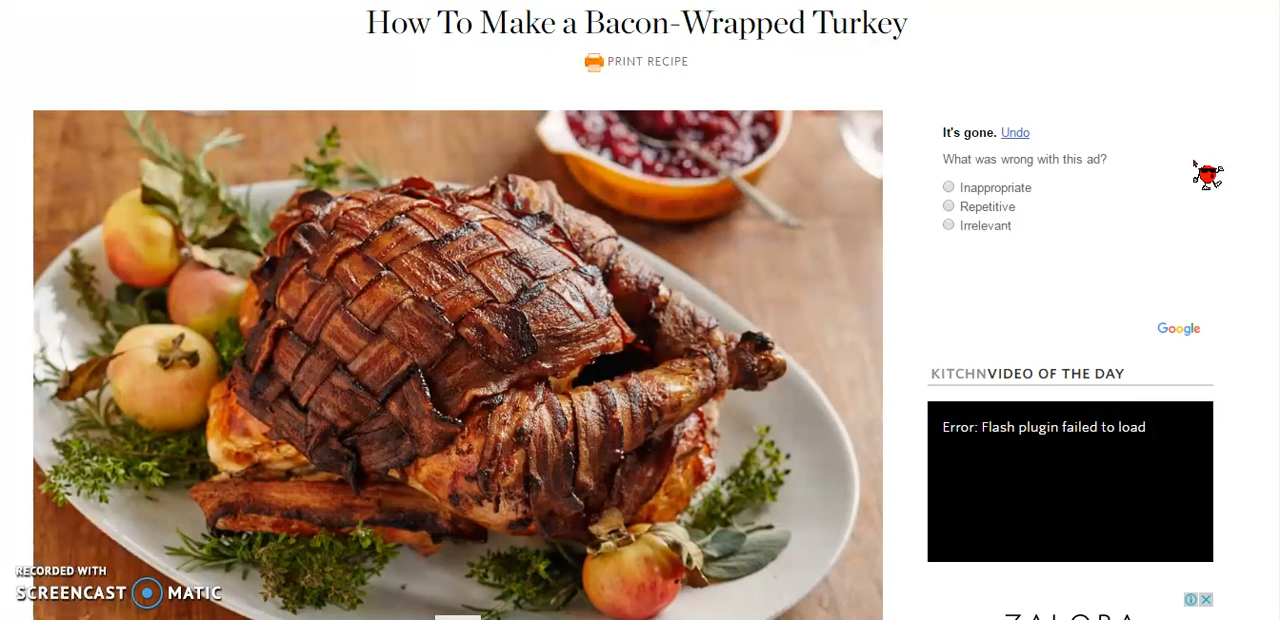 How To Make a Bacon-Wrapped Turkey
PRINT RECIPE
It's gone. Undo
What was wrong with this ad?
Inappropriate
Repetitive
Irrelevant
Google
KITCHNVIDEO OF THE DAY
Error: Flash plugin failed to load
RECORDED WITH
SCREENCAST MATIC
ZALORA